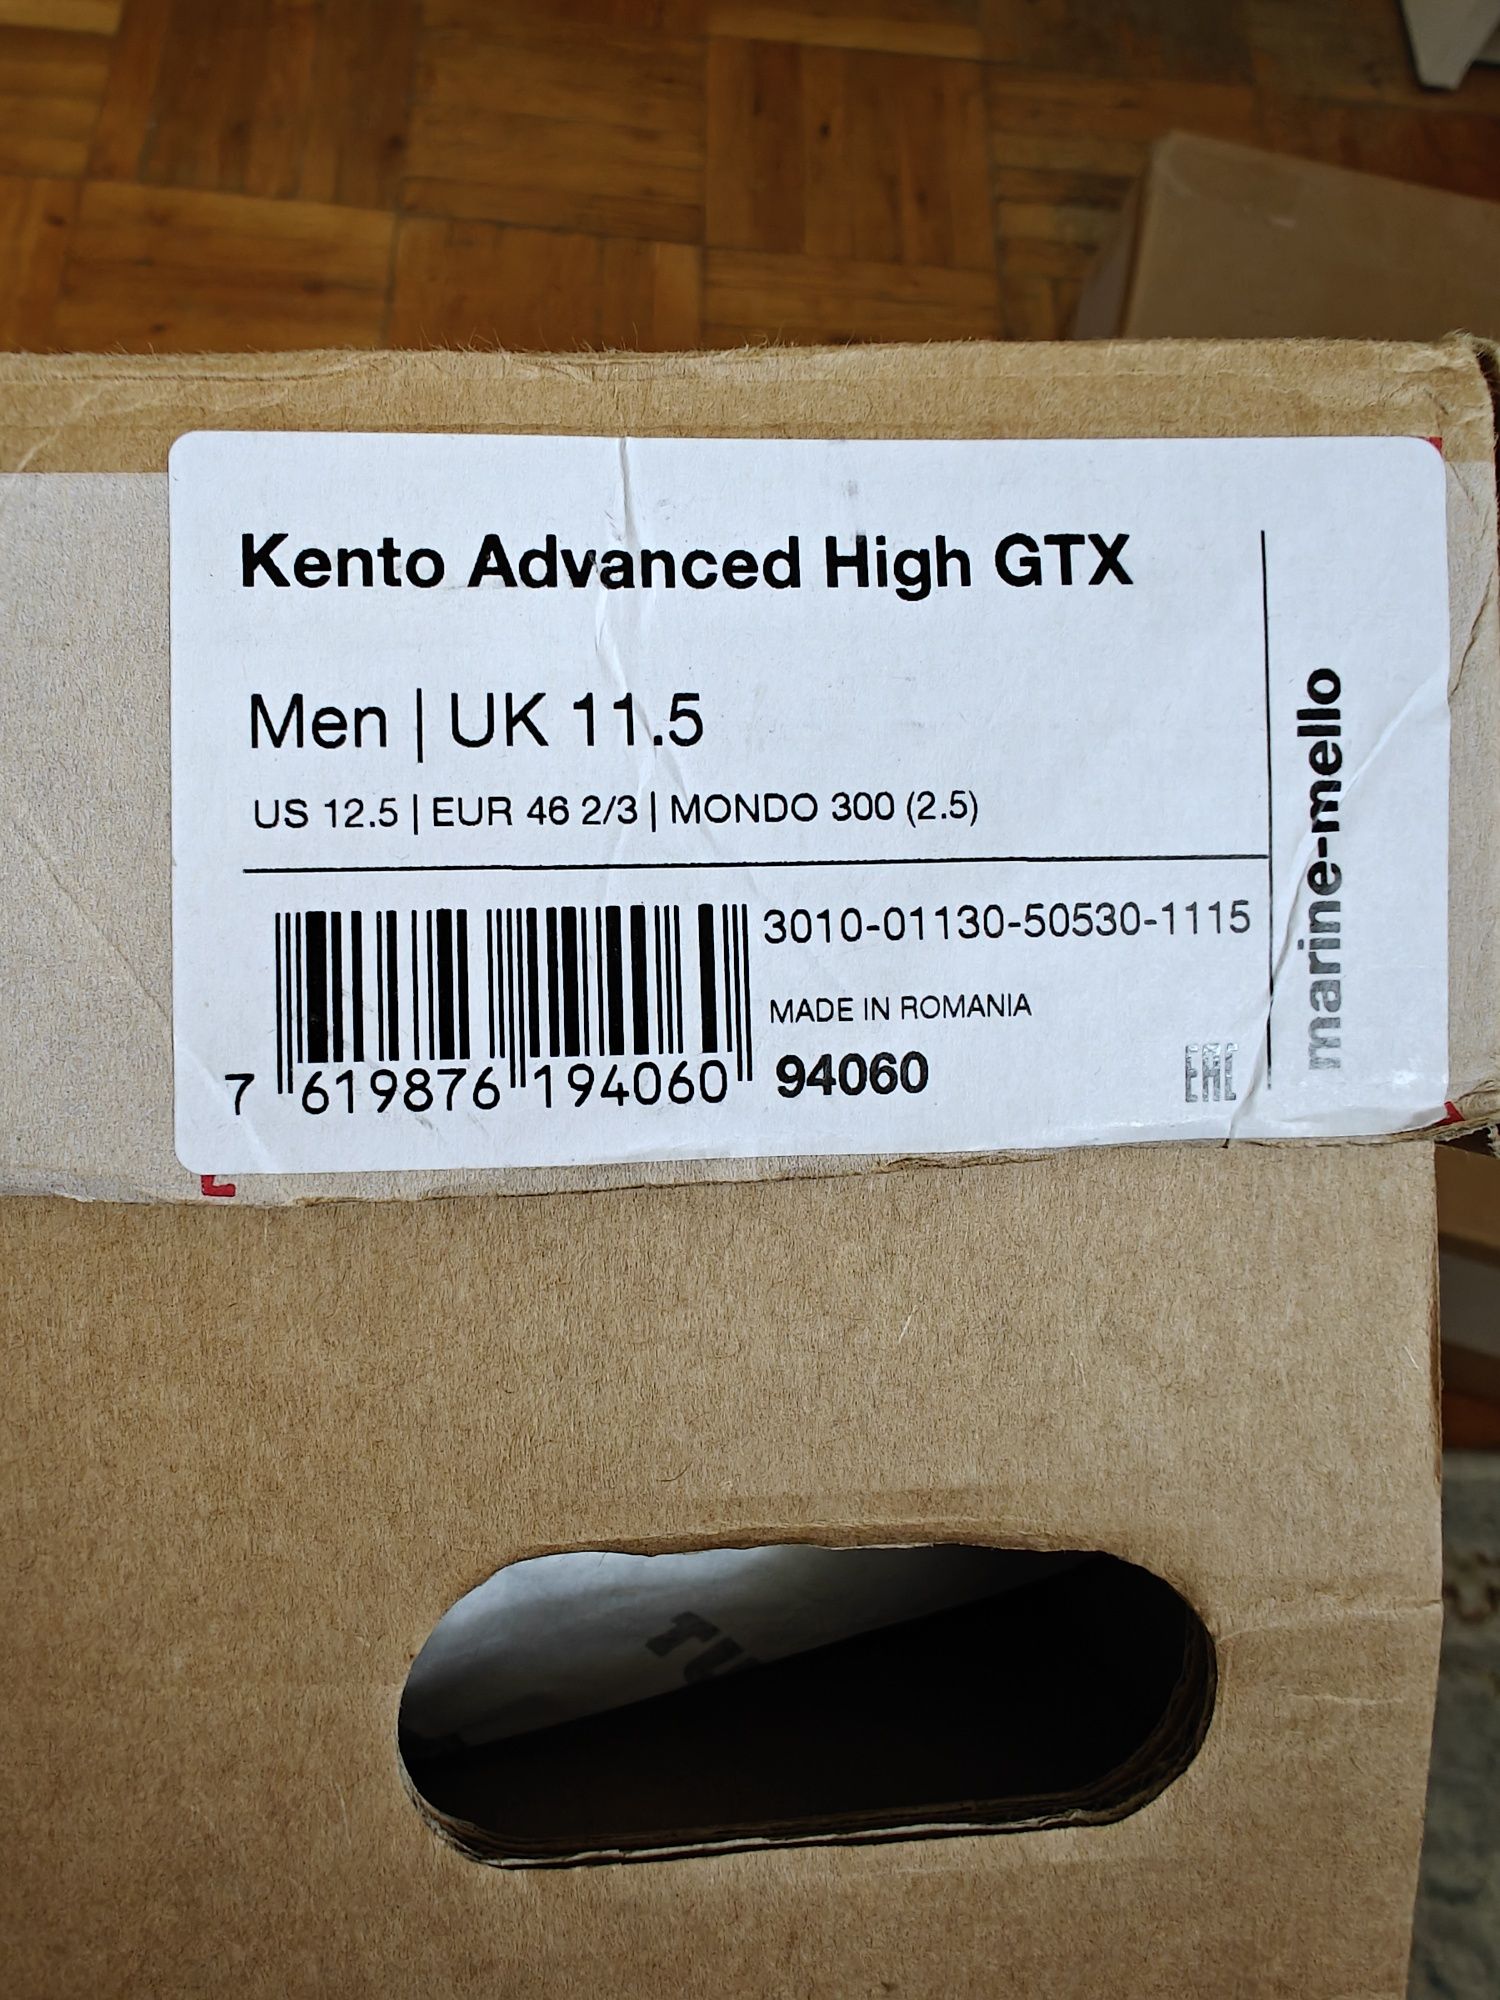 Kento Advanced High GTX
Men | UK 11.5
US 12.5 | EUR 46 2/3 | MONDO 300 (2.5)
3010-01130-50530-1115
MADE IN ROMANIA
7 619876 194060
94060
EAC
marine-mello